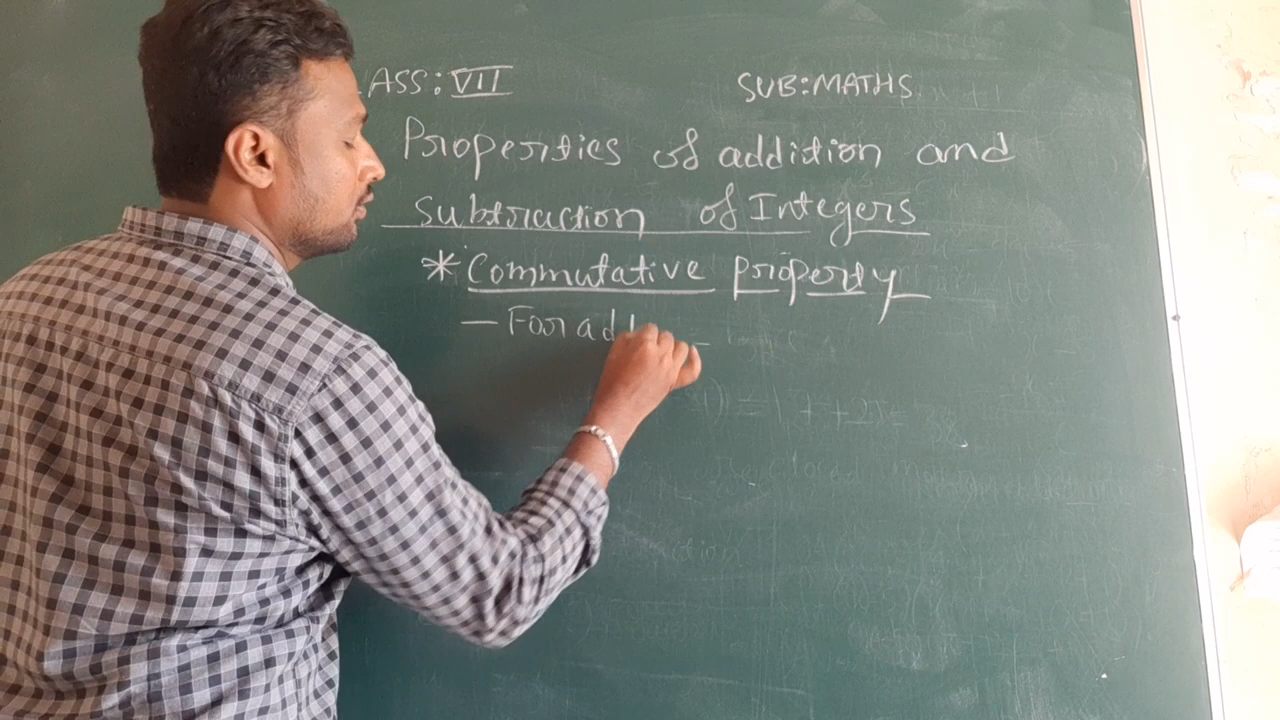 ASS: VII SUB: MATHS
Properties of addition and
subtraction of Integers
* Commutative property
- For add